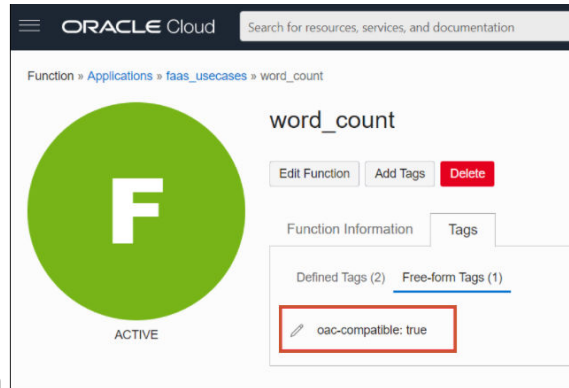 ORACLE Cloud
Search for resources, services, and documentation
Function » Applications » faas_usecases » word_count
F
ACTIVE
word_count
Edit Function Add Tags Delete
Function Information Tags
Defined Tags (2) Free-form Tags (1)
oac-compatible: true